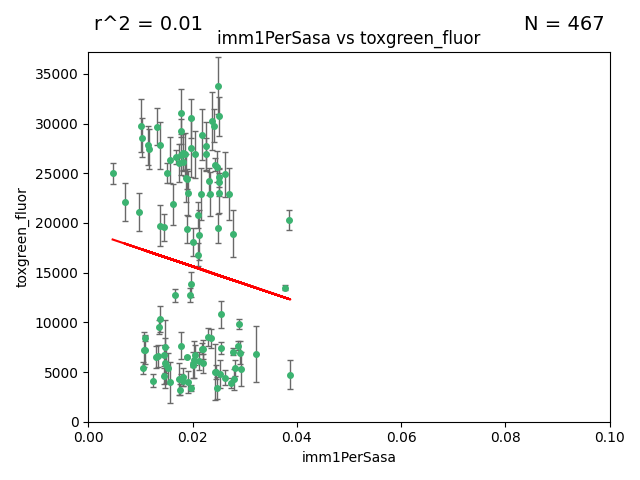 r^2 = 0.01
N = 467
imm1PerSasa vs toxgreen_fluor
toxgreen_fluor
35000
30000
25000
20000
15000
10000
5000
0
0.00
0.02
0.04
0.06
0.08
0.10
imm1PerSasa